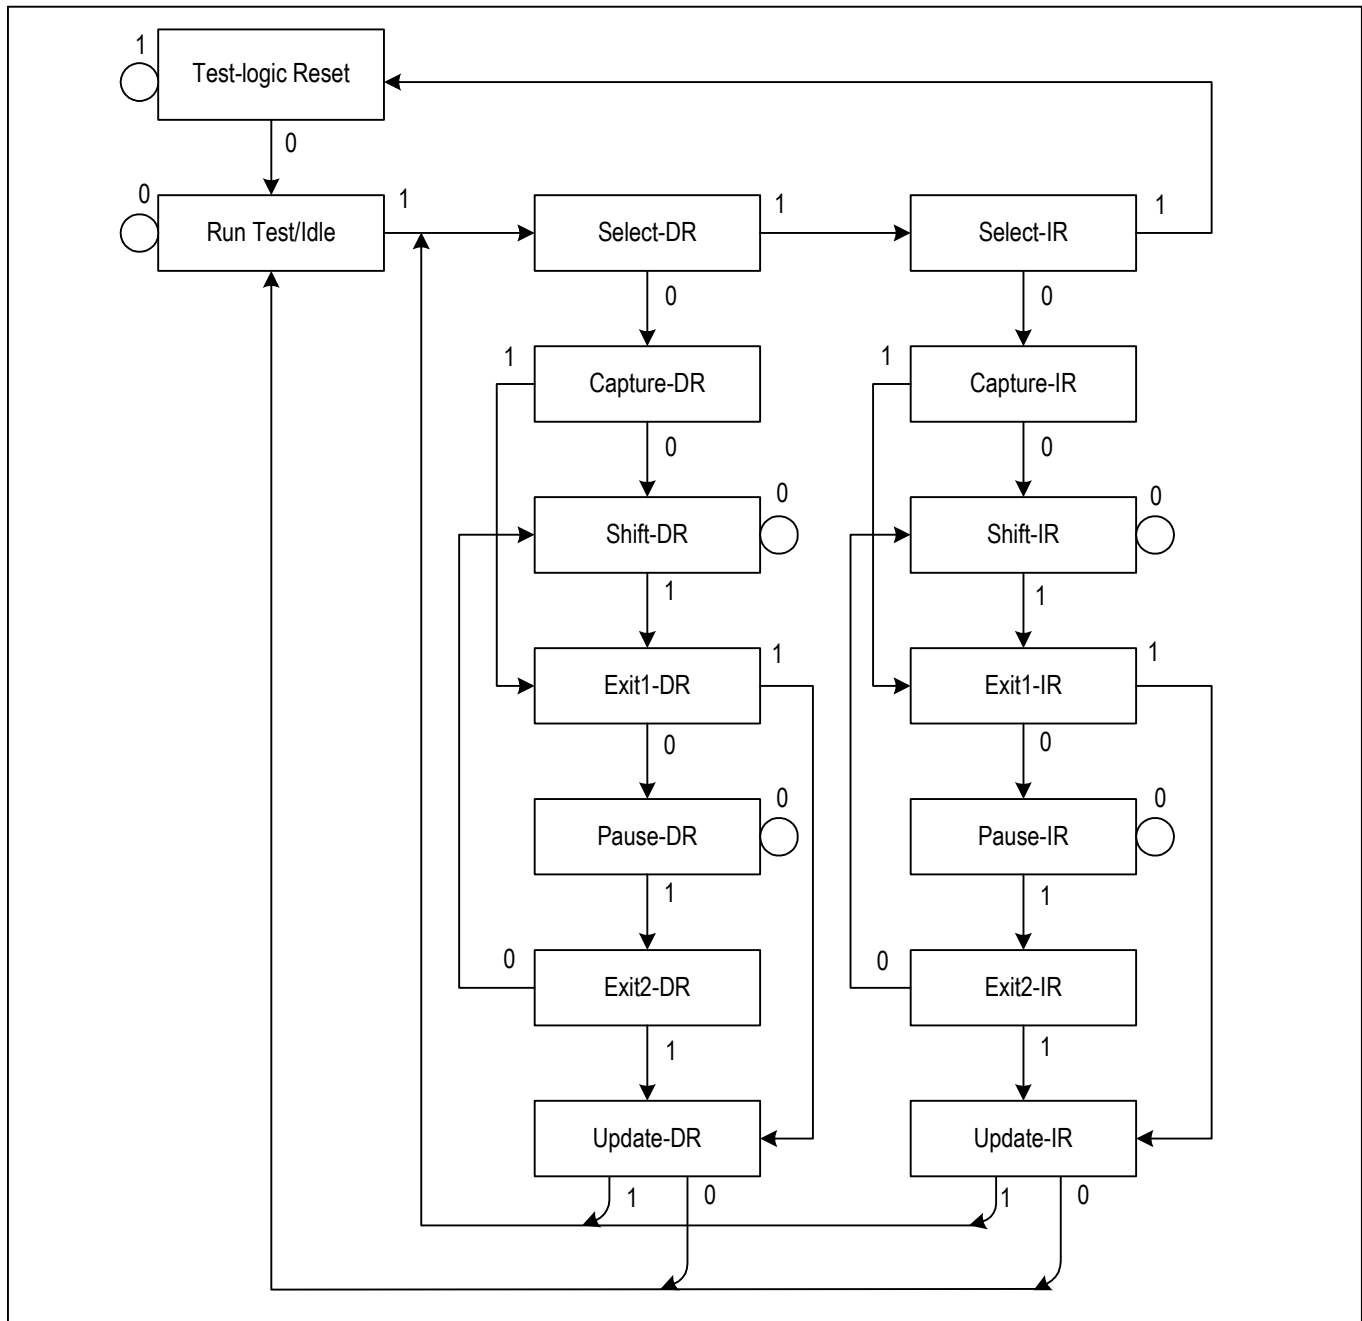 1
Test-logic Reset
0
0
Run Test/Idle
1
Select-DR
1
Select-IR
1
0
0
1
Capture-DR
1
Capture-IR
0
0
Shift-DR
0
Shift-IR
0
1
1
Exit1-DR
1
Exit1-IR
1
0
0
Pause-DR
0
Pause-IR
0
1
1
0
Exit2-DR
0
Exit2-IR
1
1
Update-DR
Update-IR
1
0
1
0